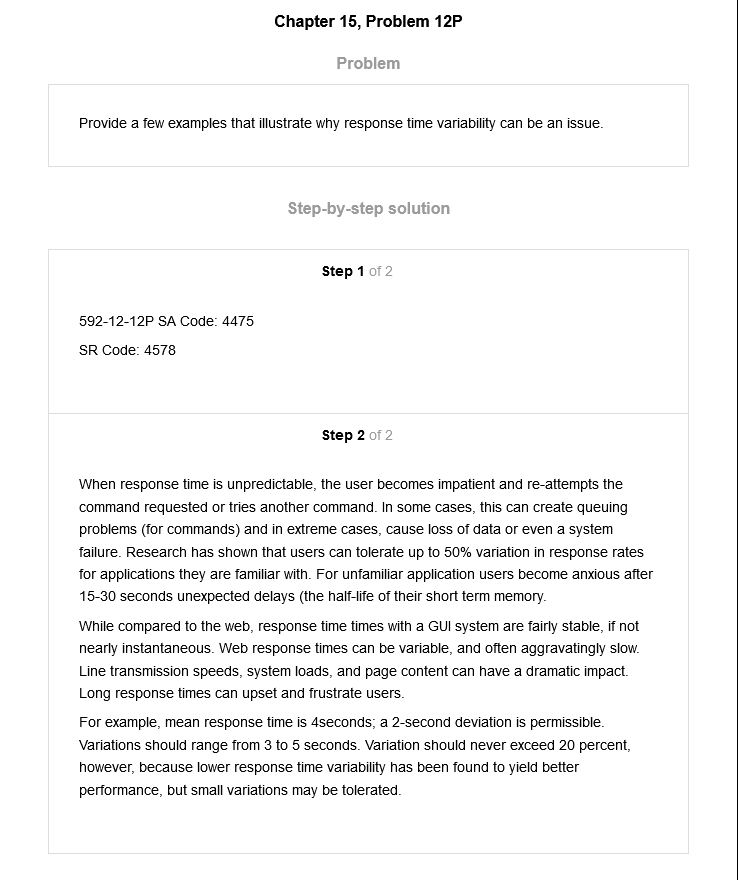 Chapter 15, Problem 12P
Problem
Provide a few examples that illustrate why response time variability can be an issue.
Step-by-step solution
Step 1 of 2
592-12-12P SA Code: 4475
SR Code: 4578
Step 2 of 2
When response time is unpredictable, the user becomes impatient and re-attempts the
command requested or tries another command. In some cases, this can create queuing
problems (for commands) and in extreme cases, cause loss of data or even a system
failure. Research has shown that users can tolerate up to 50% variation in response rates
for applications they are familiar with. For unfamiliar application users become anxious after
15-30 seconds unexpected delays (the half-life of their short term memory.
While compared to the web, response time times with a GUI system are fairly stable, if not
nearly instantaneous. Web response times can be variable, and often aggravatingly slow.
Line transmission speeds, system loads, and page content can have a dramatic impact.
Long response times can upset and frustrate users.
For example, mean response time is 4seconds; a 2-second deviation is permissible.
Variations should range from 3 to 5 seconds. Variation should never exceed 20 percent,
however, because lower response time variability has been found to yield better
performance, but small variations may be tolerated.